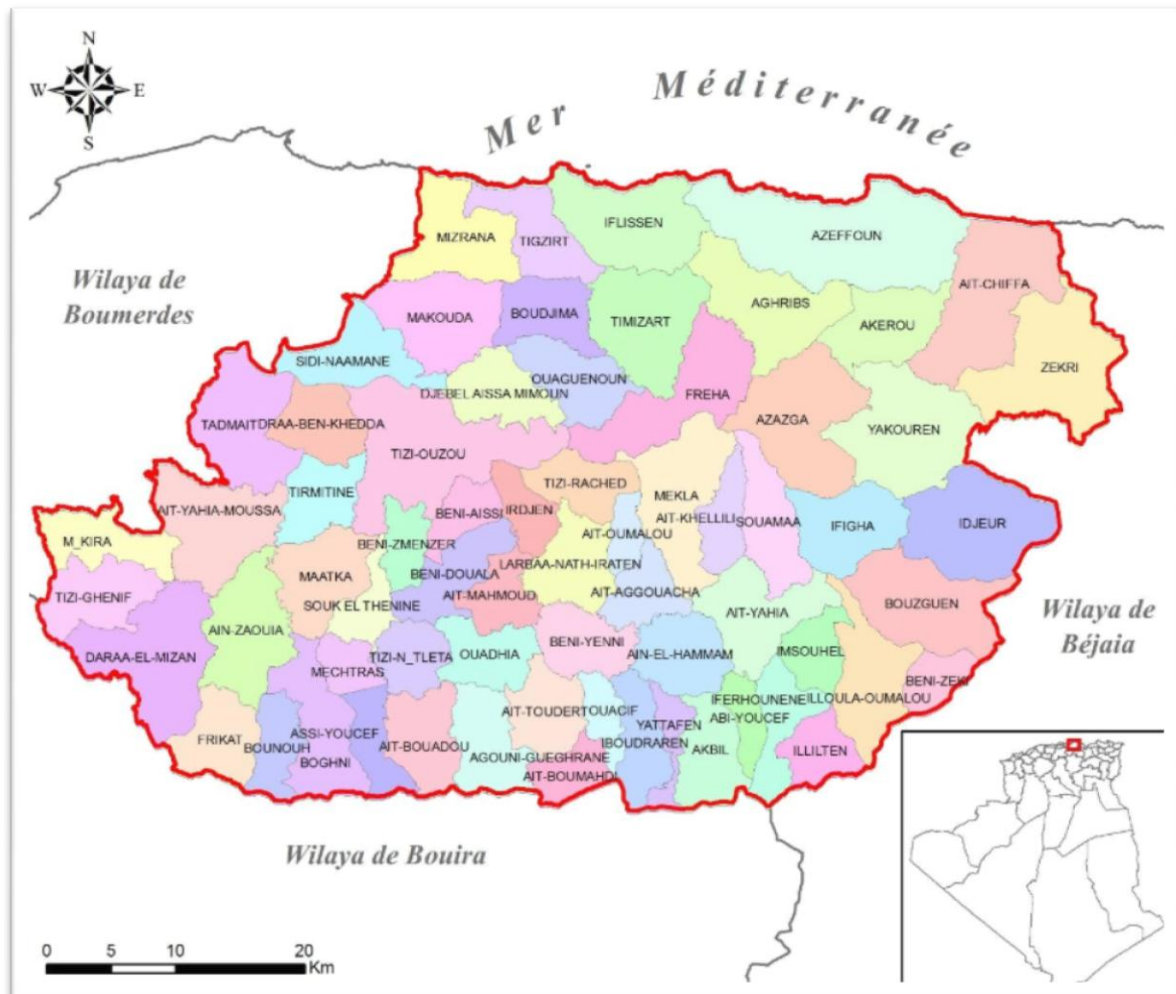 N
W E
S
Mer Méditerranée
Wilaya de
Boumerdes
MIZRANA
TIGZIRT
IFLISSEN
AZEFFOUN
AIT-CHIFFA
AGHRIBS
AKEROU
ZEKRI
MAKOUDA
BOUDJIMA
TIMIZART
SIDI-NAAMANE
OUAGUENOUN
DJEBEL AISSA MIMOUN
FREHA
AZAZGA
YAKOUREN
TADMAIT
DRAA-BEN-KHEDDA
TIZI-OUZOU
TIRMITINE
TIZI-RACHED
MEKLA
AIT-YAHIA-MOUSSA
BENI-AISSI
IRDJEN
AIT-KHELLILI
SOUAMAA
IFIGHA
IDJEUR
AIT-OUMALOU
M_KIRA
BENI-ZMENZER
LARBAA-NATH-IRATEN
TIZI-GHENIF
MAATKA
BENI-DOUALA
AIT-AGGOUACHA
SOUK EL THENINE
AIT-MAHMOUD
AIT-YAHIA
BOUZGUEN
AIN-ZAOUIA
DARAA-EL-MIZAN
MECHTRAS
TIZI-N_TLETA
OUADHIA
BENI-YENNI
AIN-EL-HAMMAM
IMSOUHEL
BENI-ZEKI
IFERHOUNENE
ILLOULA-OUMALOU
FRIKAT
BOUNOUH
ASSI-YOUCEF
BOGHNI
AIT-BOUADOU
AIT-TOUDERT
OUACIF
YATTAFEN
IBOUDRAREN
ABI-YOUCEF
AKBIL
ILLILTEN
AGOUNI-GUEGHRANE
AIT-BOUMAHDI
Wilaya de
Béjaia
Wilaya de Bouira
0 5 10 20
Km